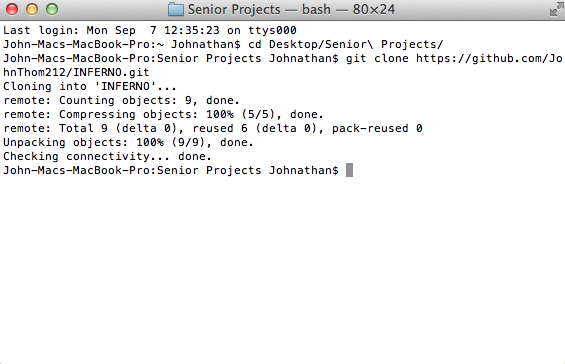 Senior Projects — bash — 80×24
Last login: Mon Sep  7 12:35:23 on ttys000
John-Macs-MacBook-Pro:~ Johnathan$ cd Desktop/Senior\ Projects/
John-Macs-MacBook-Pro:Senior Projects Johnathan$ git clone https://github.com/Jo
hnThom212/INFERNO.git
Cloning into 'INFERNO'...
remote: Counting objects: 9, done.
remote: Compressing objects: 100% (5/5), done.
remote: Total 9 (delta 0), reused 6 (delta 0), pack-reused 0
Unpacking objects: 100% (9/9), done.
Checking connectivity... done.
John-Macs-MacBook-Pro:Senior Projects Johnathan$